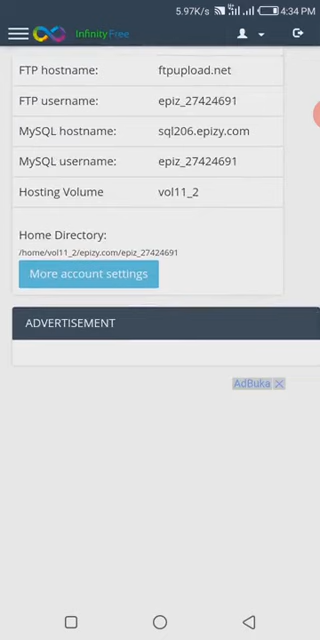 5.97K/s 4:34 PM
InfinityFree
FTP hostname: ftpupload.net
FTP username: epiz_27424691
MySQL hostname: sql206.epizy.com
MySQL username: epiz_27424691
Hosting Volume vol11_2
Home Directory:
/home/vol11_2/epizy.com/epiz_27424691
More account settings
ADVERTISEMENT
AdBuka